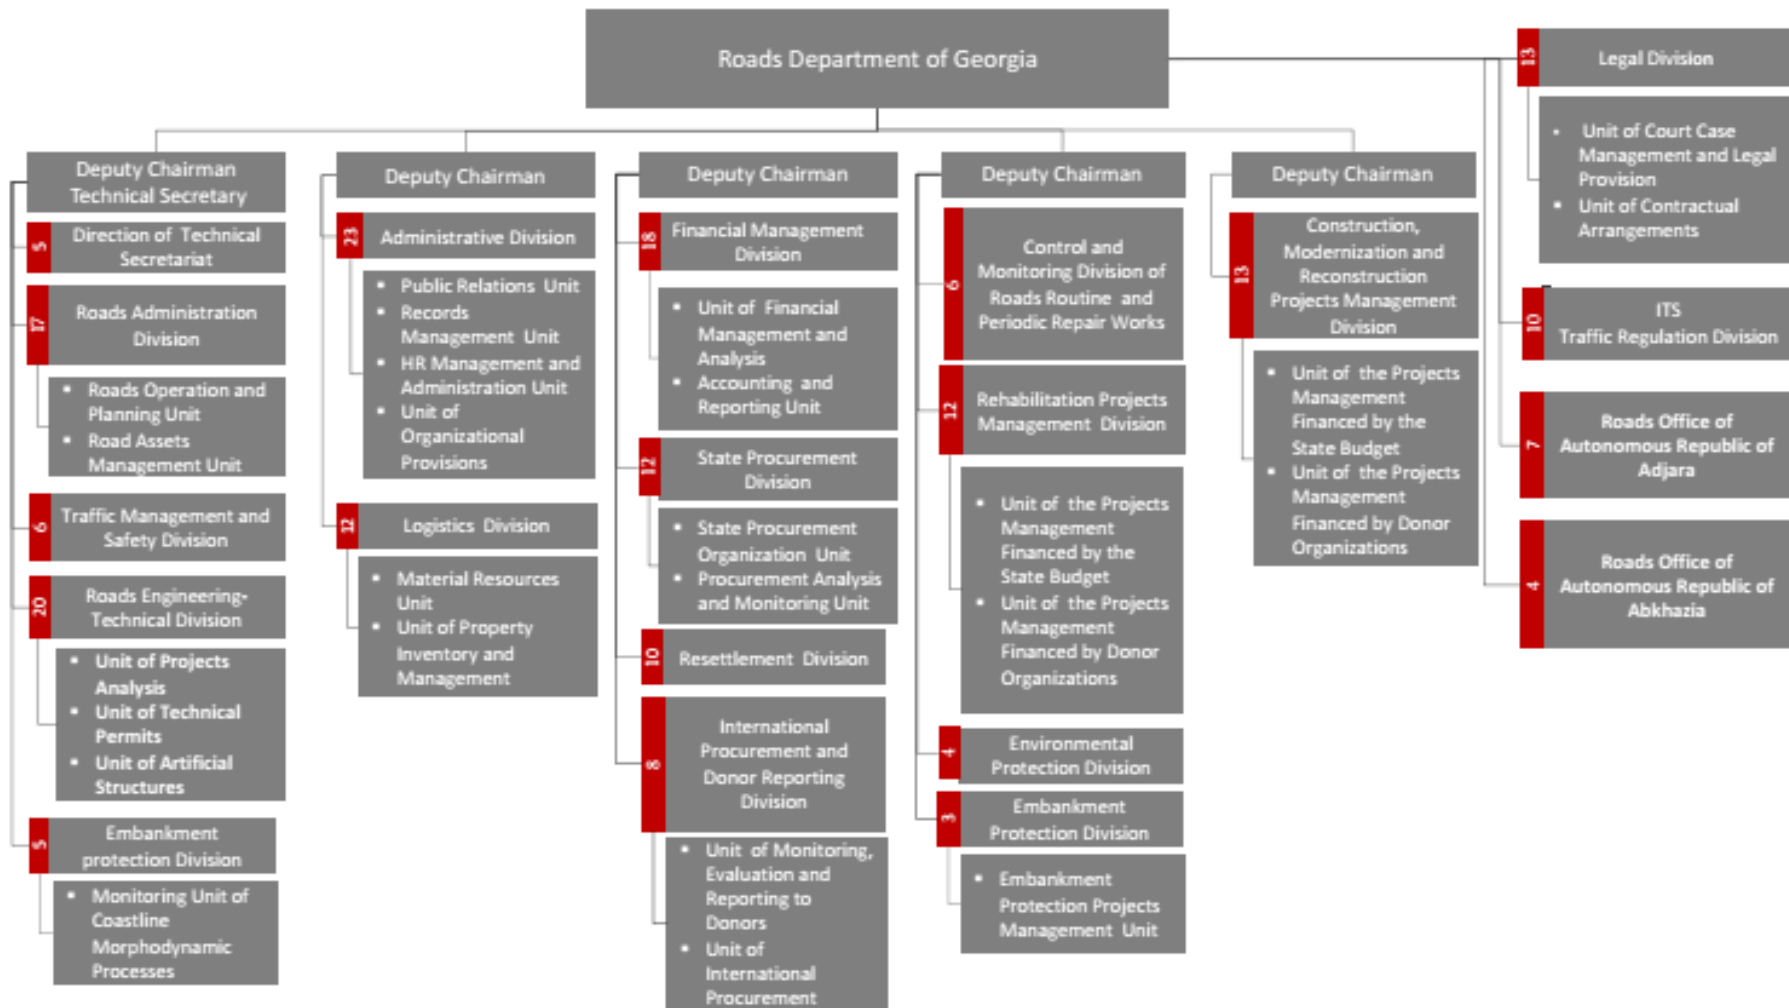 Roads Department of Georgia
Deputy Chairman
Technical Secretary
5
Direction of Technical
Secretariat
17
Roads Administration
Division
▪ Roads Operation and
Planning Unit
▪ Road Assets
Management Unit
6
Traffic Management and
Safety Division
20
Roads Engineering-
Technical Division
▪ Unit of Projects
Analysis
▪ Unit of Technical
Permits
▪ Unit of Artificial
Structures
5
Embankment
protection Division
▪ Monitoring Unit of
Coastline
Morphodynamic
Processes
Deputy Chairman
23
Administrative Division
▪ Public Relations Unit
▪ Records
Management Unit
▪ HR Management and
Administration Unit
▪ Unit of
Organizational
Provisions
12
Logistics Division
▪ Material Resources
Unit
▪ Unit of Property
Inventory and
Management
Deputy Chairman
18
Financial Management
Division
▪ Unit of Financial
Management and
Analysis
▪ Accounting and
Reporting Unit
12
State Procurement
Division
▪ State Procurement
Organization Unit
▪ Procurement Analysis
and Monitoring Unit
10
Resettlement Division
8
International
Procurement and
Donor Reporting
Division
▪ Unit of Monitoring,
Evaluation and
Reporting to
Donors
▪ Unit of
International
Procurement
Deputy Chairman
6
Control and
Monitoring Division of
Roads Routine and
Periodic Repair Works
12
Rehabilitation Projects
Management Division
▪ Unit of the Projects
Management
Financed by the
State Budget
▪ Unit of the Projects
Management
Financed by Donor
Organizations
4
Environmental
Protection Division
3
Embankment
Protection Division
▪ Embankment
Protection Projects
Management Unit
Deputy Chairman
13
Construction,
Modernization and
Reconstruction
Projects Management
Division
▪ Unit of the Projects
Management
Financed by the
State Budget
▪ Unit of the Projects
Management
Financed by Donor
Organizations
13
Legal Division
▪ Unit of Court Case
Management and Legal
Provision
▪ Unit of Contractual
Arrangements
10
ITS
Traffic Regulation Division
7
Roads Office of
Autonomous Republic of
Adjara
4
Roads Office of
Autonomous Republic of
Abkhazia